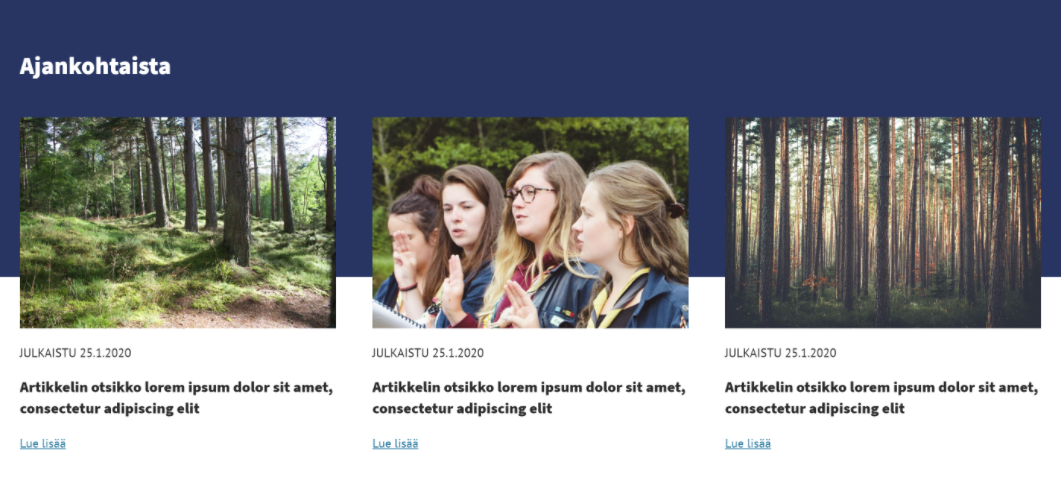 Ajankohtaista
JULKAISTU 25.1.2020
Artikkelin otsikko lorem ipsum dolor sit amet,
consectetur adipiscing elit
Lue lisää
JULKAISTU 25.1.2020
Artikkelin otsikko lorem ipsum dolor sit amet,
consectetur adipiscing elit
Lue lisää
JULKAISTU 25.1.2020
Artikkelin otsikko lorem ipsum dolor sit amet,
consectetur adipiscing elit
Lue lisää